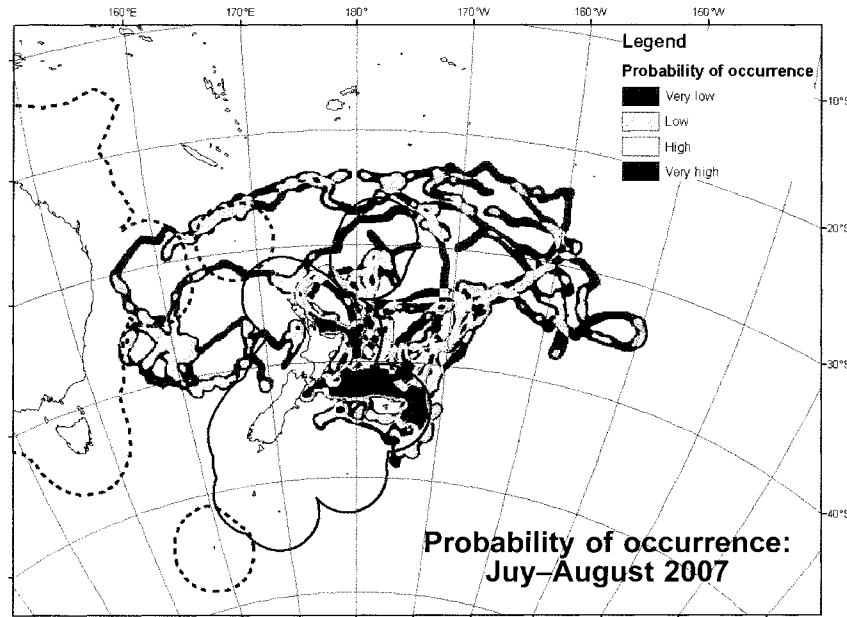 160°E 170°E 180° 170°W 160°W 150°W
Legend
Probability of occurrence
Very low
Low
High
Very high
10°S
20°S
30°S
40°S
Probability of occurrence:
Juy–August 2007